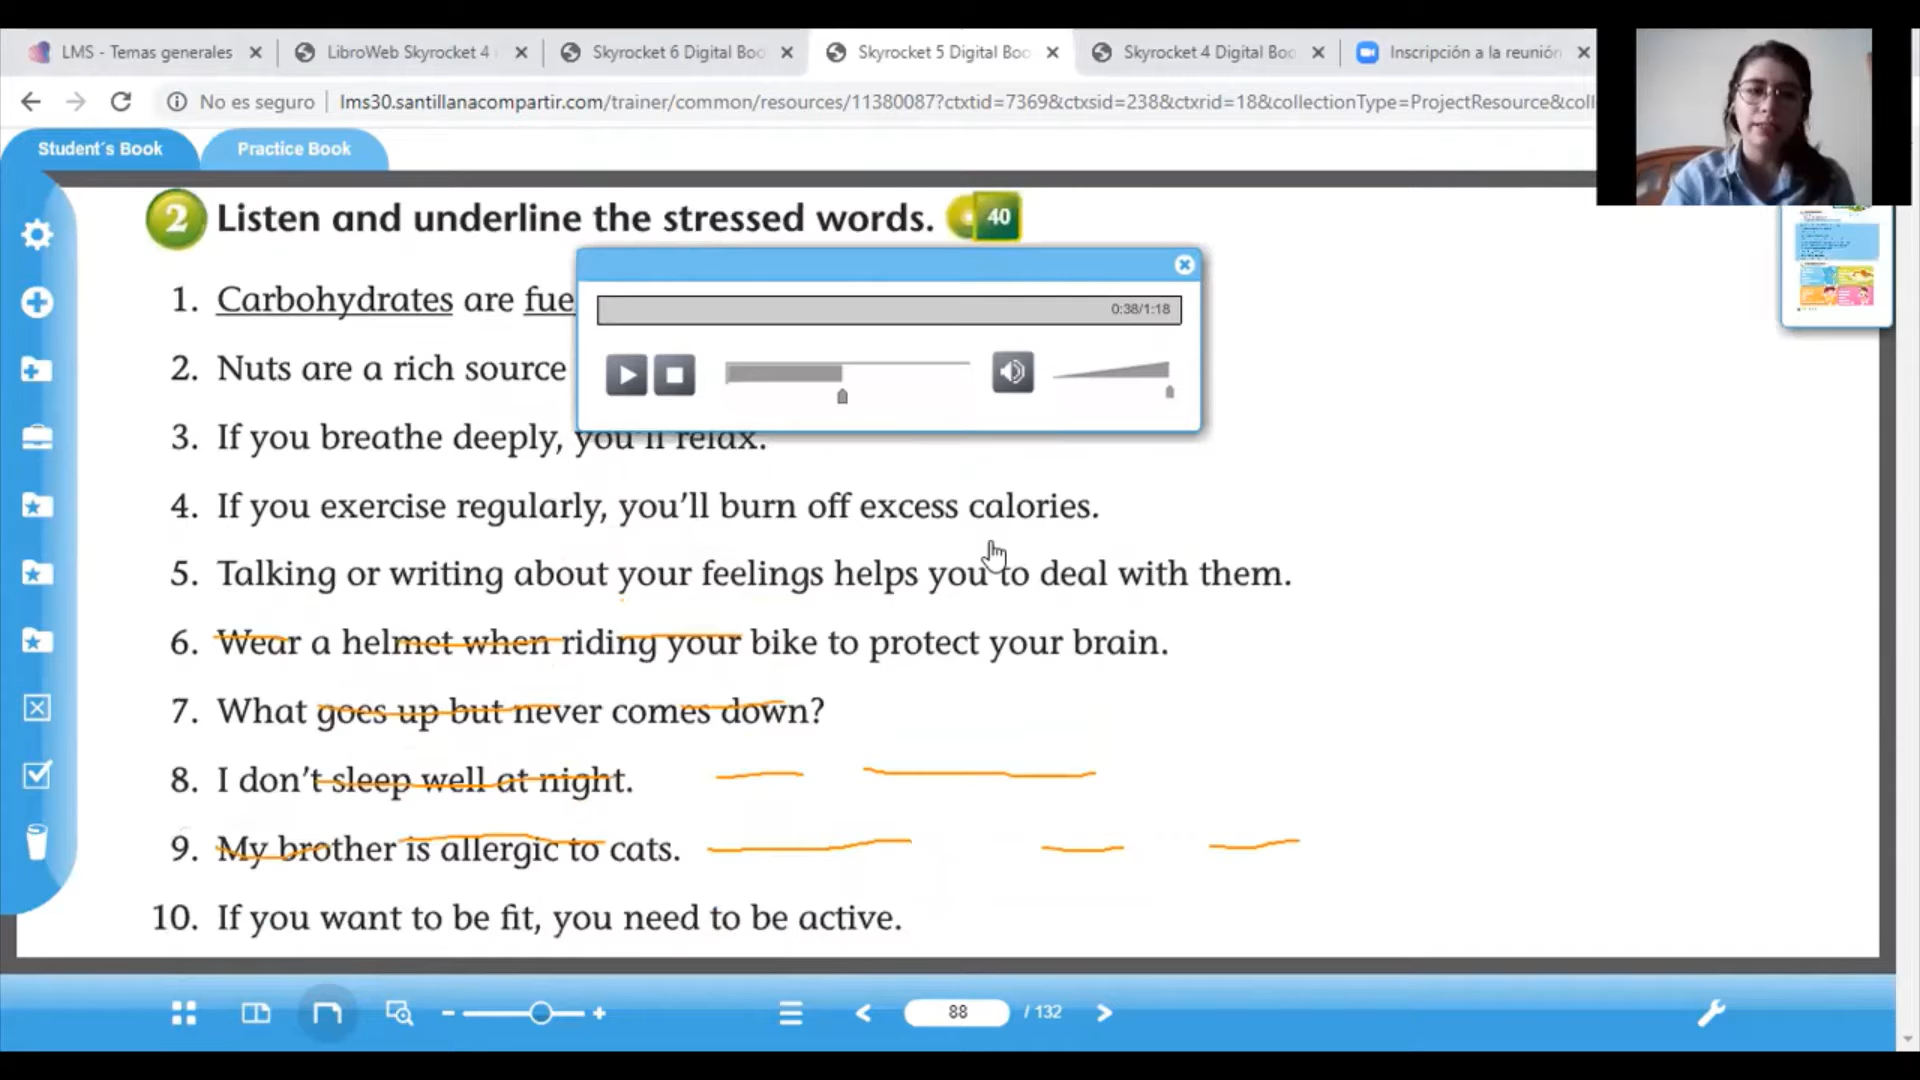 LMS - Temas generales
LibroWeb Skyrocket 4
Skyrocket 6 Digital Boo
Skyrocket 5 Digital Boo
Skyrocket 4 Digital Boo
Inscripción a la reunión
No es seguro
lms30.santillanacompartir.com/trainer/common/resources/11380087?ctxtid=7369&ctxsid=238&ctxrid=18&collectionType=ProjectResource&coll
Student´s Book
Practice Book
2 Listen and underline the stressed words. 40
0:38/1:18
1. Carbohydrates are fue
2. Nuts are a rich source
3. If you breathe deeply, you'll relax.
4. If you exercise regularly, you'll burn off excess calories.
5. Talking or writing about your feelings helps you to deal with them.
6. Wear a helmet when riding your bike to protect your brain.
7. What goes up but never comes down?
8. I don't sleep well at night.
9. My brother is allergic to cats.
10. If you want to be fit, you need to be active.
88 / 132